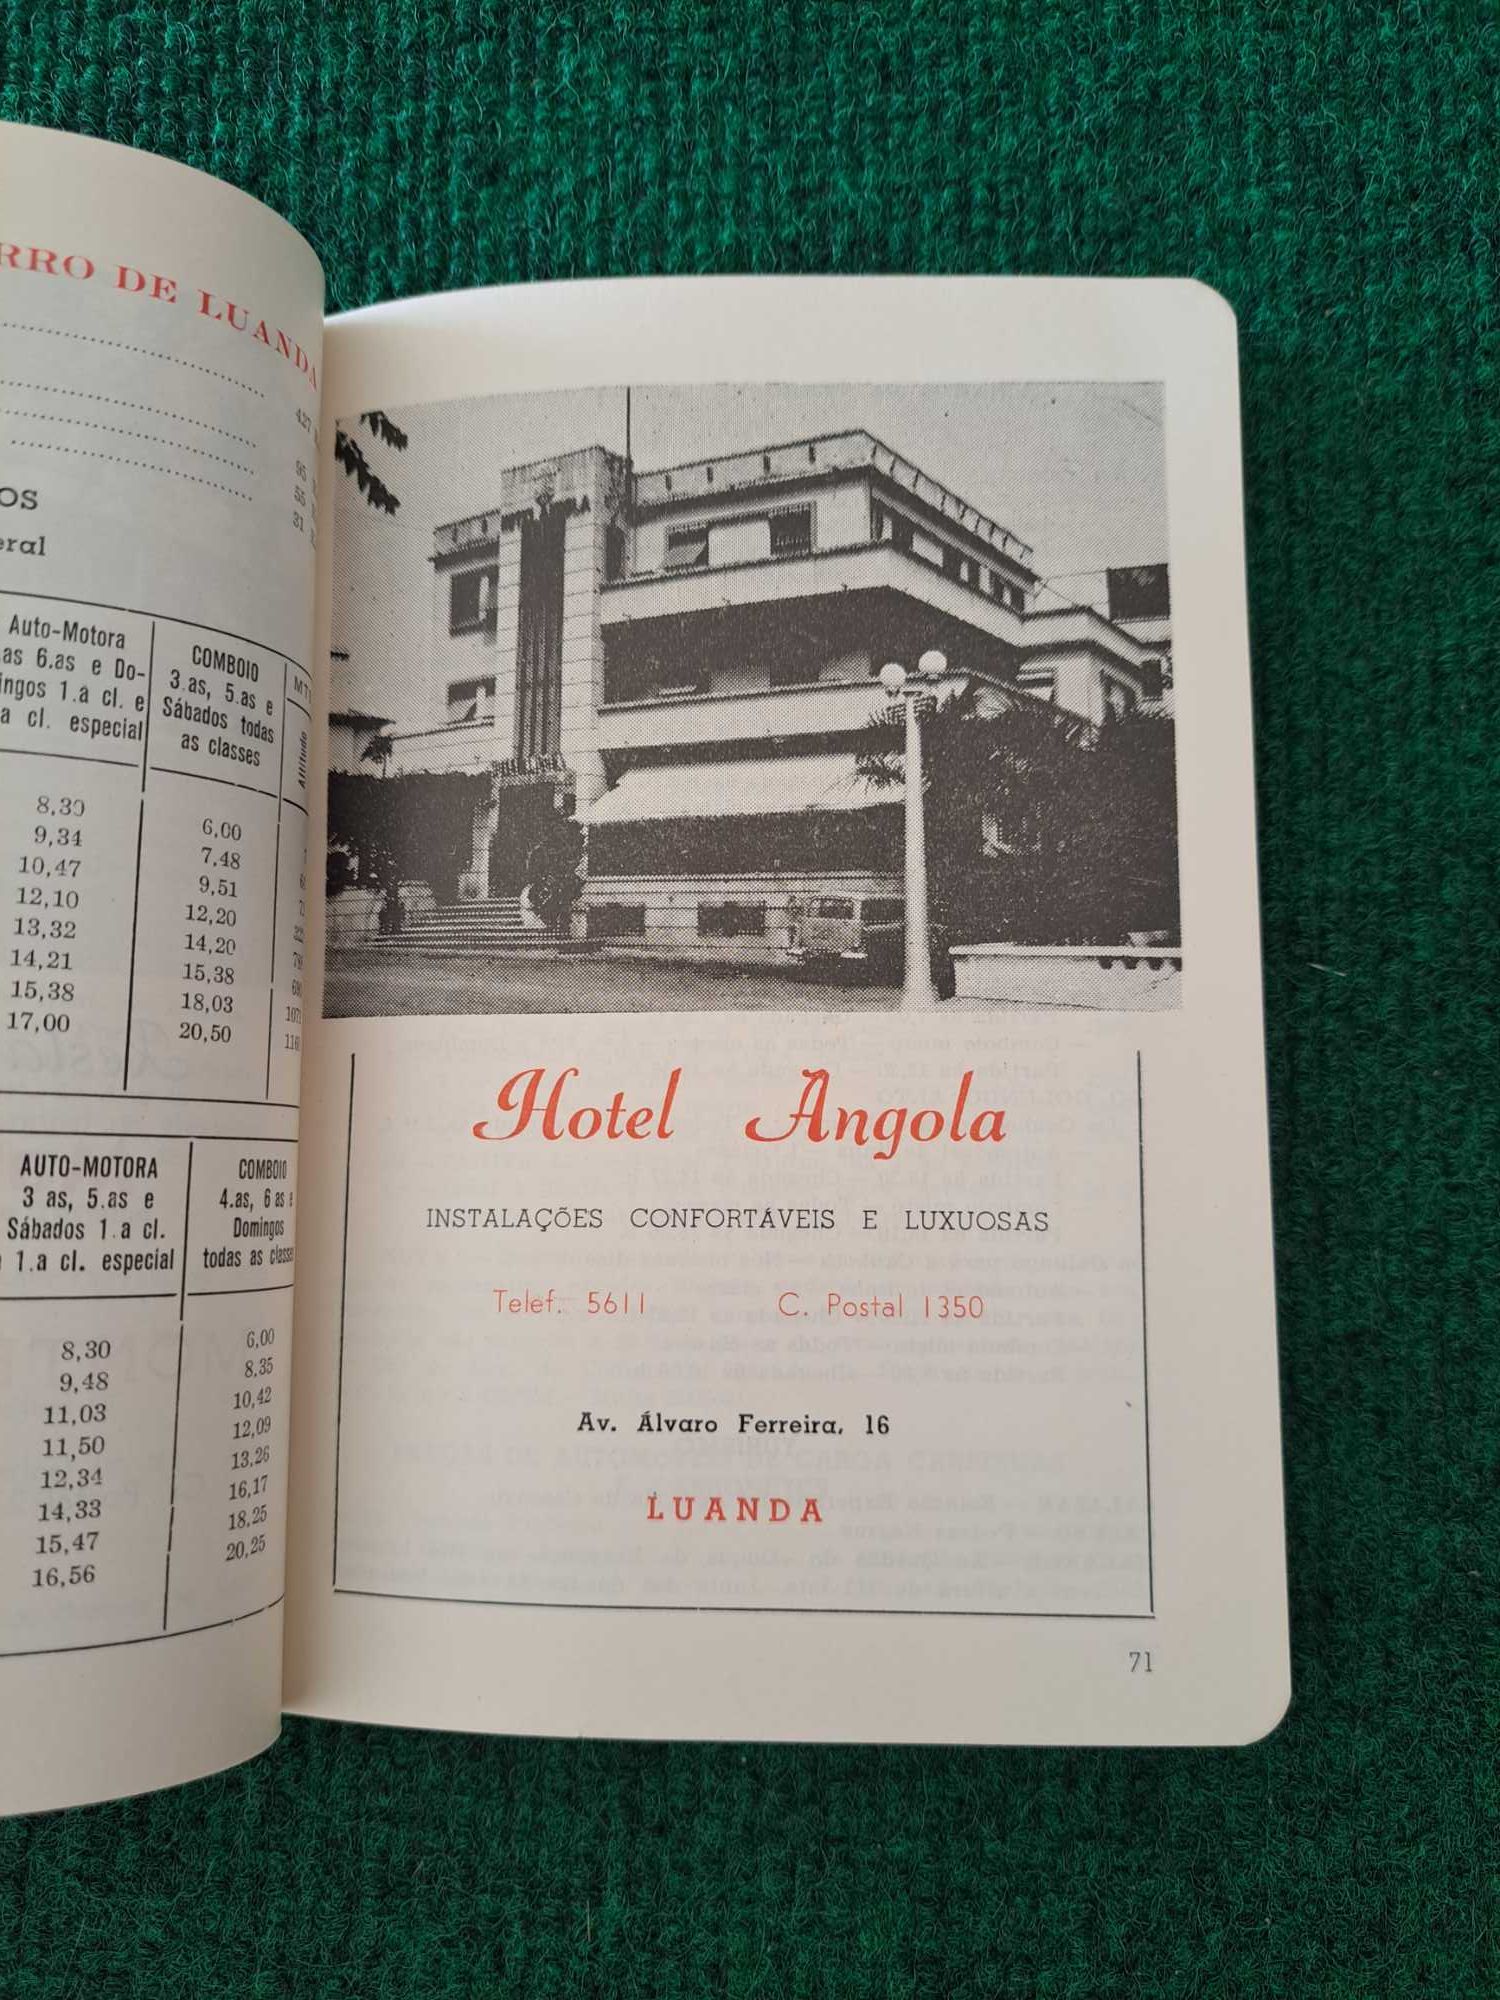 RRO DE LUANDA
427
95
55
31
OS
eral
Auto-Motora
.as 6.as e Do-
ingos 1.a cl. e
a cl. especial
COMBOIO
3.as, 5.as e
Sábados todas
as classes
Altitude
8,30
9,34
10,47
12,10
13,32
14,21
15,38
17,00
6,00
7,48
9,51
12,20
14,20
15,38
18,03
20,50
AUTO-MOTORA
3 as, 5.as e
Sábados 1.a cl.
1.a cl. especial
COMBOIO
4.as, 6 as e
Domingos
todas as classe
8,30
9,48
11,03
11,50
12,34
14,33
15,47
16,56
6,00
8,35
10,42
12,09
13,26
16,17
18,25
20,25
Hotel Angola
INSTALAÇÕES CONFORTÁVEIS E LUXUOSAS
Telef. 5611 C. Postal 1350
Av. Álvaro Ferreira, 16
LUANDA
71